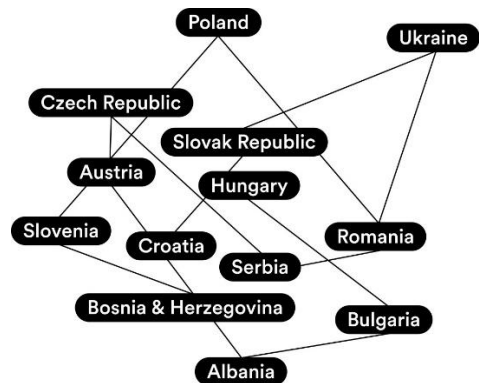 Poland
Ukraine
Czech Republic
Slovak Republic
Austria
Hungary
Slovenia
Croatia
Romania
Serbia
Bosnia & Herzegovina
Bulgaria
Albania